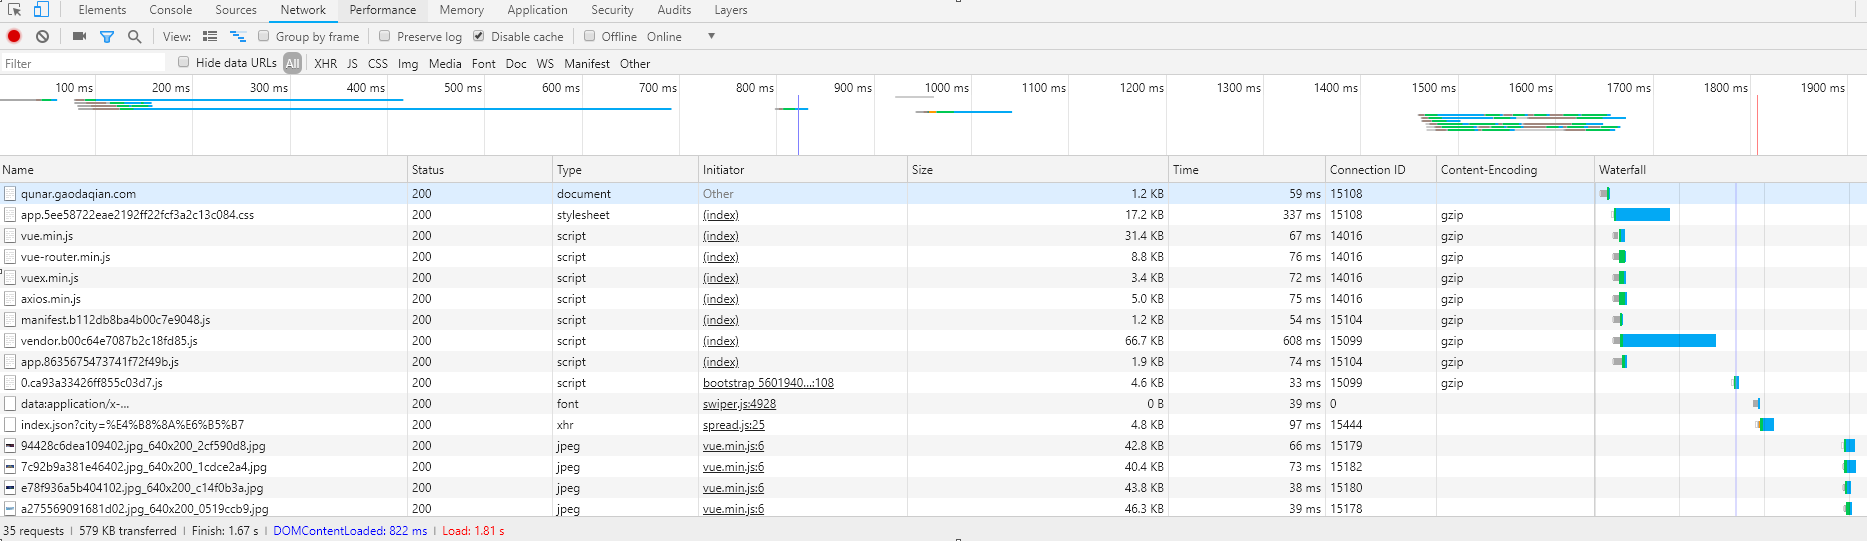 Elements Console Sources Network Performance Memory Application Security Audits Layers
View: Group by frame Preserve log Disable cache Offline Online
Filter Hide data URLs All XHR JS CSS Img Media Font Doc WS Manifest Other
100 ms 200 ms 300 ms 400 ms 500 ms 600 ms 700 ms 800 ms 900 ms 1000 ms 1100 ms 1200 ms 1300 ms 1400 ms 1500 ms 1600 ms 1700 ms 1800 ms 1900 ms
Name Status Type Initiator Size Time Connection ID Content-Encoding Waterfall
qunar.gaodaqian.com 200 document Other 1.2 KB 59 ms 15108
app.5ee58722eae2192ff22fcf3a2c13c084.css 200 stylesheet (index) 17.2 KB 337 ms 15108 gzip
vue.min.js 200 script (index) 31.4 KB 67 ms 14016 gzip
vue-router.min.js 200 script (index) 8.8 KB 76 ms 14016 gzip
vuex.min.js 200 script (index) 3.4 KB 72 ms 14016 gzip
axios.min.js 200 script (index) 5.0 KB 75 ms 14016 gzip
manifest.b112db8ba4b00c7e9048.js 200 script (index) 1.2 KB 54 ms 15104 gzip
vendor.b00c64e7087b2c18fd85.js 200 script (index) 66.7 KB 608 ms 15099 gzip
app.8635675473741f72f49b.js 200 script (index) 1.9 KB 74 ms 15104 gzip
0.ca93a33426ff855c03d7.js 200 script bootstrap 5601940...:108 4.6 KB 33 ms 15099 gzip
data:application/x-... 200 font swiper.js:4928 0 B 39 ms 0
index.json?city=%E4%B8%8A%E6%B5%B7 200 xhr spread.js:25 4.8 KB 97 ms 15444
94428c6dea109402.jpg_640x200_2cf590d8.jpg 200 jpeg vue.min.js:6 42.8 KB 66 ms 15179
7c92b9a381e46402.jpg_640x200_1cdce2a4.jpg 200 jpeg vue.min.js:6 40.4 KB 73 ms 15182
e78f936a5b404102.jpg_640x200_c14f0b3a.jpg 200 jpeg vue.min.js:6 43.8 KB 38 ms 15180
a275569091681d02.jpg_640x200_0519ccb9.jpg 200 jpeg vue.min.js:6 46.3 KB 39 ms 15178
35 requests | 579 KB transferred | Finish: 1.67 s | DOMContentLoaded: 822 ms | Load: 1.81 s